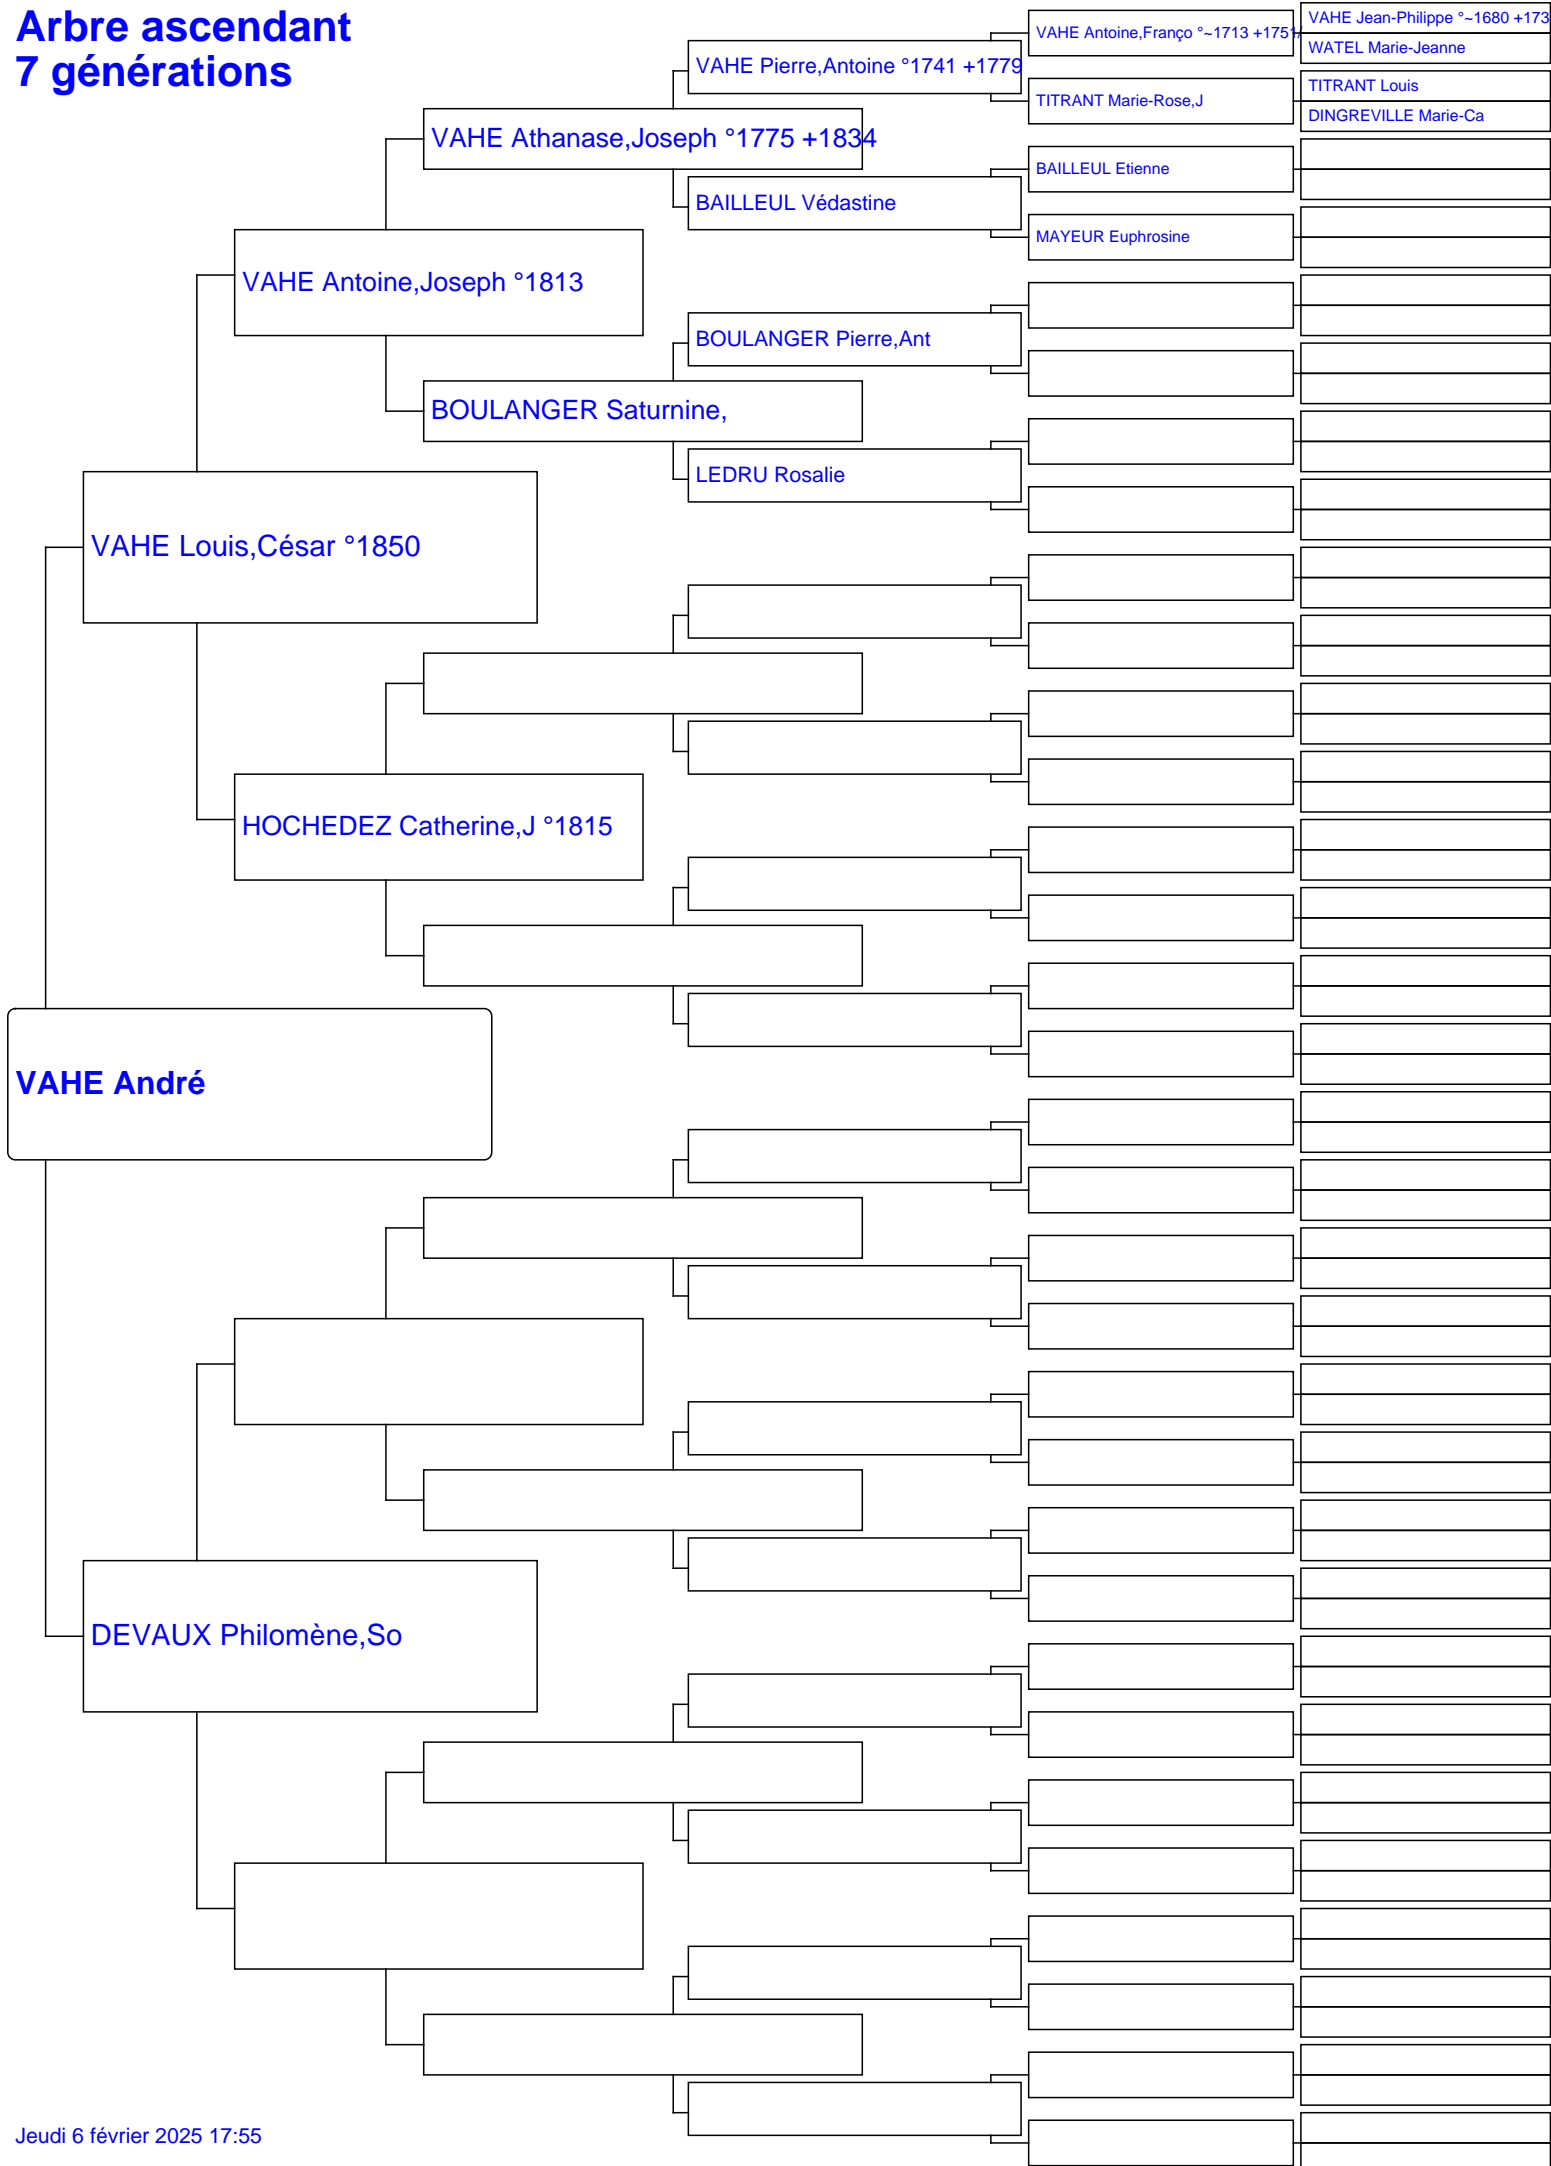 Arbre ascendant
7 générations
VAHE Jean-Philippe °~1680 +173
VAHE Antoine,Franço °~1713 +1751/
WATEL Marie-Jeanne
VAHE Pierre,Antoine °1741 +1779
TITRANT Louis
TITRANT Marie-Rose,J
DINGREVILLE Marie-Ca
VAHE Athanase,Joseph °1775 +1834
BAILLEUL Etienne
BAILLEUL Védastine
MAYEUR Euphrosine
VAHE Antoine,Joseph °1813
BOULANGER Pierre,Ant
BOULANGER Saturnine,
LEDRU Rosalie
VAHE Louis,César °1850
HOCHEDEZ Catherine,J °1815
VAHE André
DEVAUX Philomène,So
Jeudi 6 février 2025 17:55